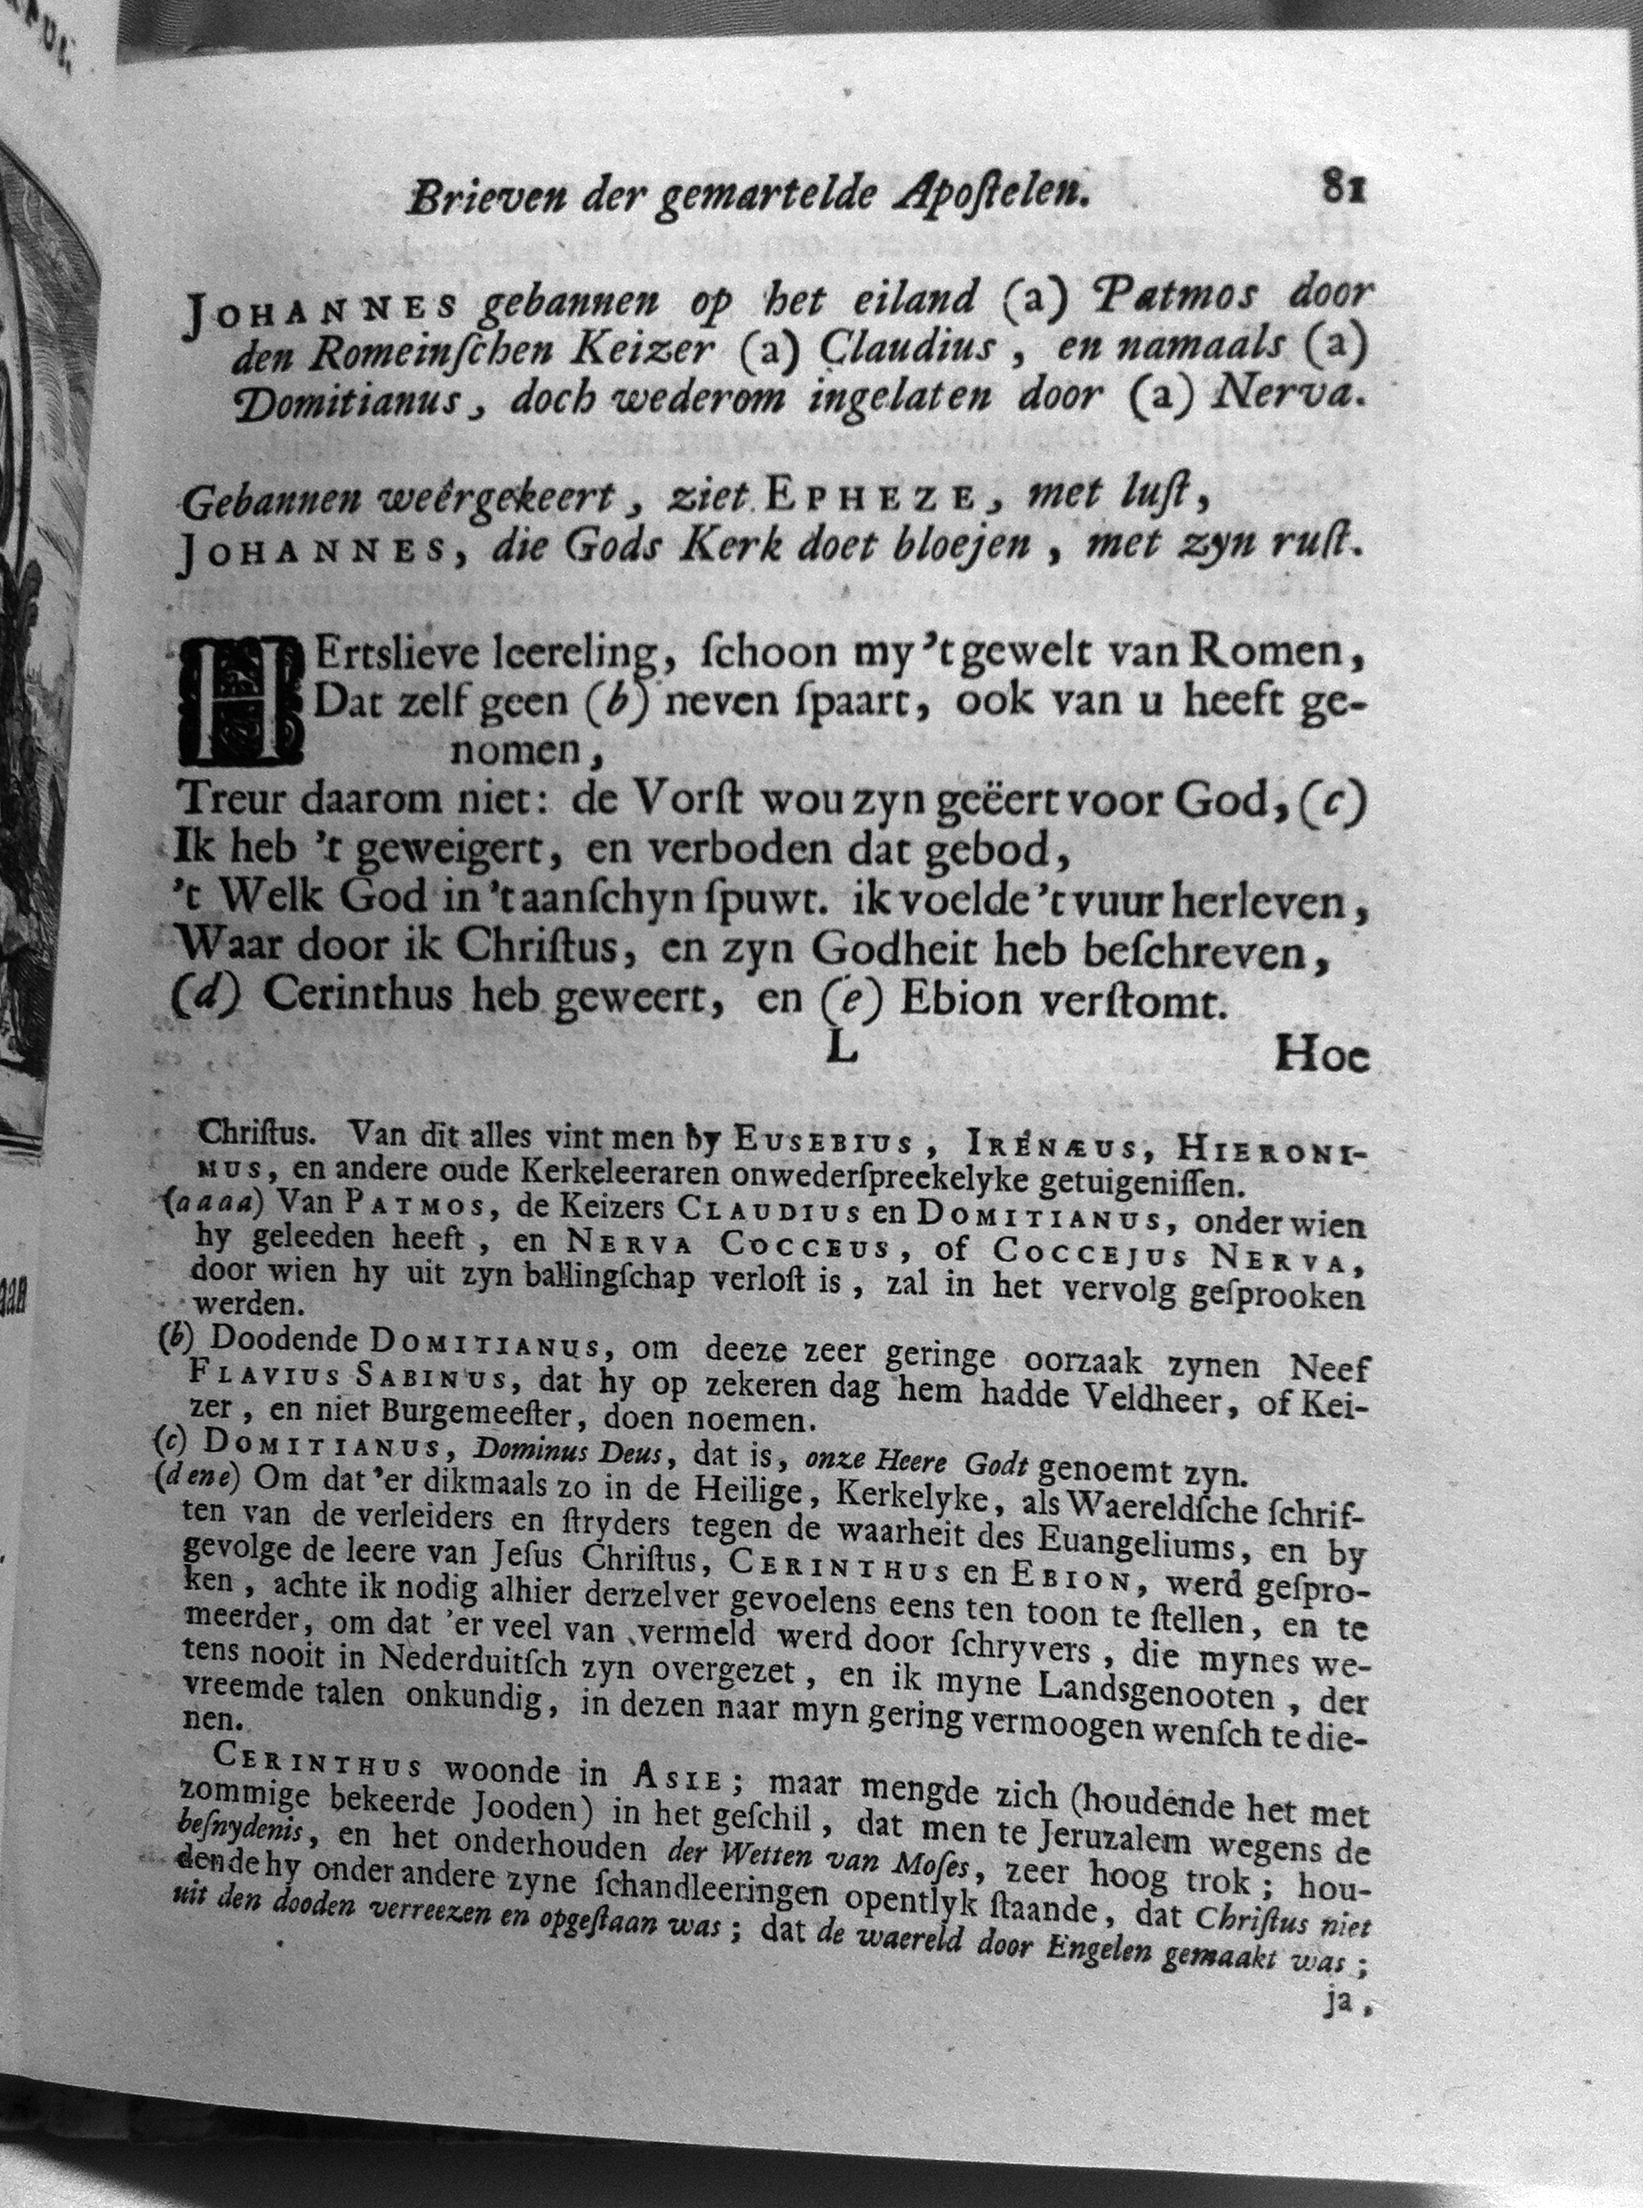 Brieven der gemartelde Apoſtelen. 81
JOHANNES gebannen op het eiland (a) Patmos door
den Romeinſchen Keizer (a) Claudius, en namaals (a)
Domitianus, doch wederom ingelaten door (a) Nerva.
Gebannen weêrgekeert, ziet EPHEZE, met luſt,
JOHANNES, die Gods Kerk doet bloejen, met zyn ruſt.
HErtslieve leereling, ſchoon my 't gewelt van Romen,
Dat zelf geen (b) neven ſpaart, ook van u heeft ge-
nomen,
Treur daarom niet: de Vorſt wou zyn geëert voor God, (c)
Ik heb 't geweigert, en verboden dat gebod,
't Welk God in 't aanſchyn ſpuwt. ik voelde 't vuur herleven,
Waar door ik Chriſtus, en zyn Godheit heb beſchreven,
(d) Cerinthus heb geweert, en (e) Ebion verſtomt.
L Hoe
Chriſtus. Van dit alles vint men by EUSEBIUS, IRENÆUS, HIERONI-
MUS, en andere oude Kerkeleeraren onwederſpreekelyke getuigeniſſen.
(aaaa) Van PATMOS, de Keizers CLAUDIUS en DOMITIANUS, onder wien
hy geleeden heeft, en NERVA COCCEUS, of COCCEJUS NERVA,
door wien hy uit zyn ballingſchap verloſt is, zal in het vervolg geſprooken
werden.
(b) Doodende DOMITIANUS, om deeze zeer geringe oorzaak zynen Neef
FLAVIUS SABINUS, dat hy op zekeren dag hem hadde Veldheer, of Kei-
zer, en niet Burgemeeſter, doen noemen.
(c) DOMITIANUS, Dominus Deus, dat is, onze Heere Godt genoemt zyn.
(d en e) Om dat 'er dikmaals zo in de Heilige, Kerkelyke, als Waereldſche ſchrif-
ten van de verleiders en ſtryders tegen de waarheit des Euangeliums, en by
gevolge de leere van Jeſus Chriſtus, CERINTHUS en EBION, werd geſpro-
ken, achte ik nodig alhier derzelver gevoelens eens ten toon te ſtellen, en te
meerder, om dat 'er veel van vermeld werd door ſchryvers, die mynes we-
tens nooit in Nederduitſch zyn overgezet, en ik myne Landsgenooten, der
vreemde talen onkundig, in dezen naar myn gering vermoogen wenſch te die-
nen.
CERINTHUS woonde in ASIE; maar mengde zich (houdende het met
zommige bekeerde Jooden) in het geſchil, dat men te Jeruzalem wegens de
beſnydenis, en het onderhouden der Wetten van Moſes, zeer hoog trok; hou-
dende hy onder andere zyne ſchandleeringen opentlyk ſtaande, dat Chriſtus niet
uit den dooden verreezen en opgeſtaan was; dat de waereld door Engelen gemaakt was;
ja,